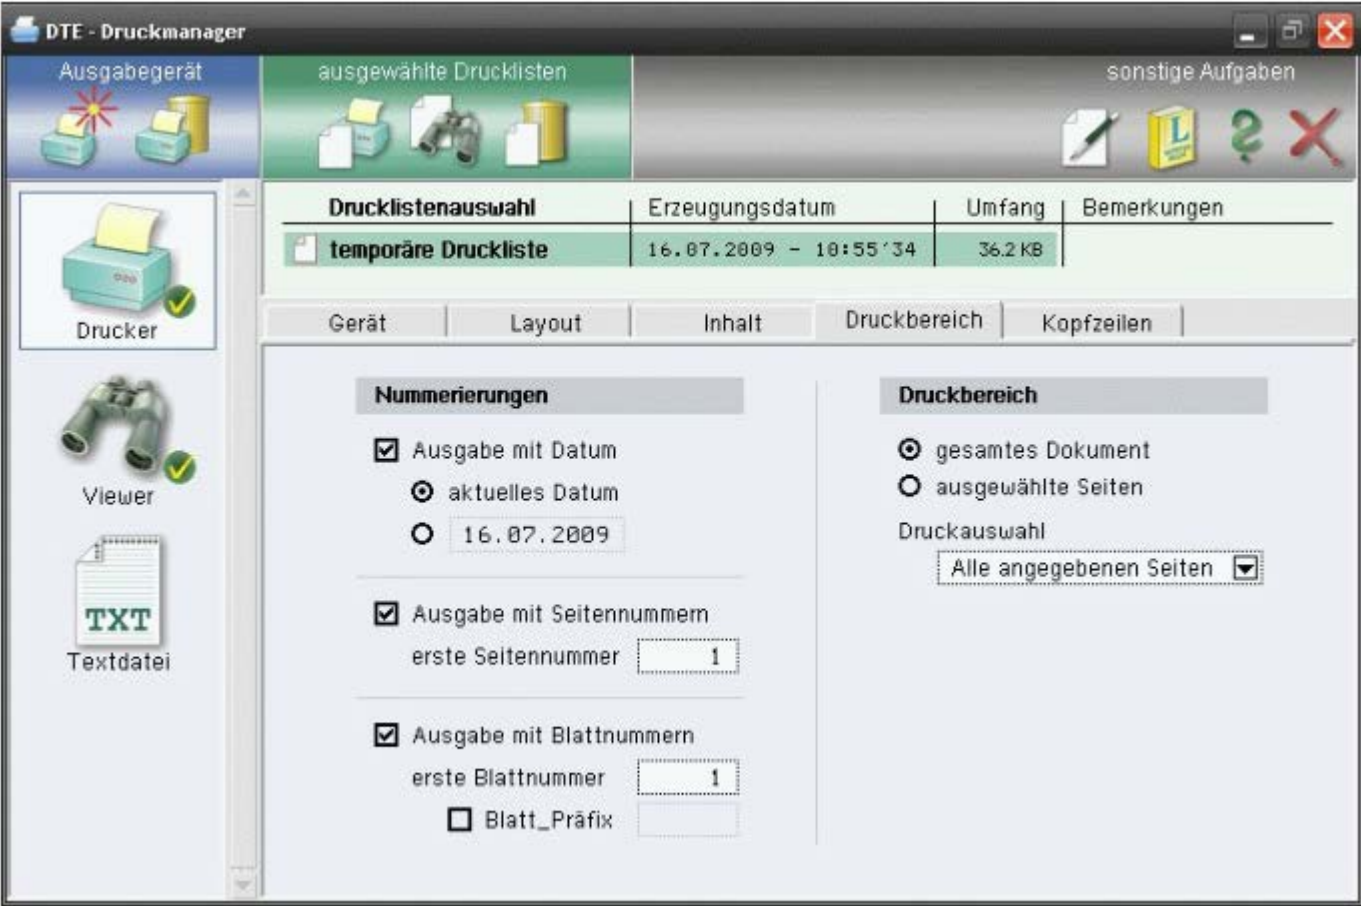 DTE - Druckmanager
Ausgabegerät
ausgewählte Drucklisten
sonstige Aufgaben
L
Drucklistenauswahl Erzeugungsdatum Umfang Bemerkungen
temporäre Druckliste 16.07.2009 - 10:55'34 36.2 KB
Drucker
Viewer
TXT
Textdatei
Gerät Layout Inhalt Druckbereich Kopfzeilen
Nummerierungen
Ausgabe mit Datum
aktuelles Datum
16.07.2009
Ausgabe mit Seitennummern
erste Seitennummer 1
Ausgabe mit Blattnummern
erste Blattnummer 1
Blatt_Präfix
Druckbereich
gesamtes Dokument
ausgewählte Seiten
Druckauswahl
Alle angegebenen Seiten